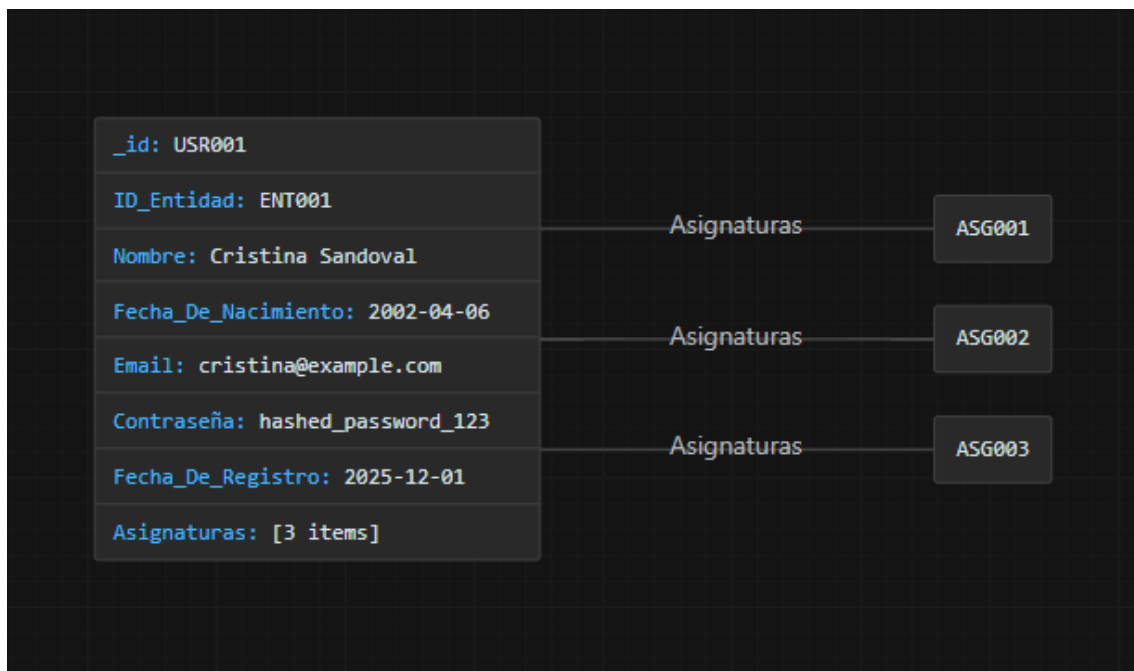 _id: USR001
ID_Entidad: ENT001
Nombre: Cristina Sandoval
Fecha_De_Nacimiento: 2002-04-06
Email: cristina@example.com
Contraseña: hashed_password_123
Fecha_De_Registro: 2025-12-01
Asignaturas: [3 items]
Asignaturas
ASG001
Asignaturas
ASG002
Asignaturas
ASG003